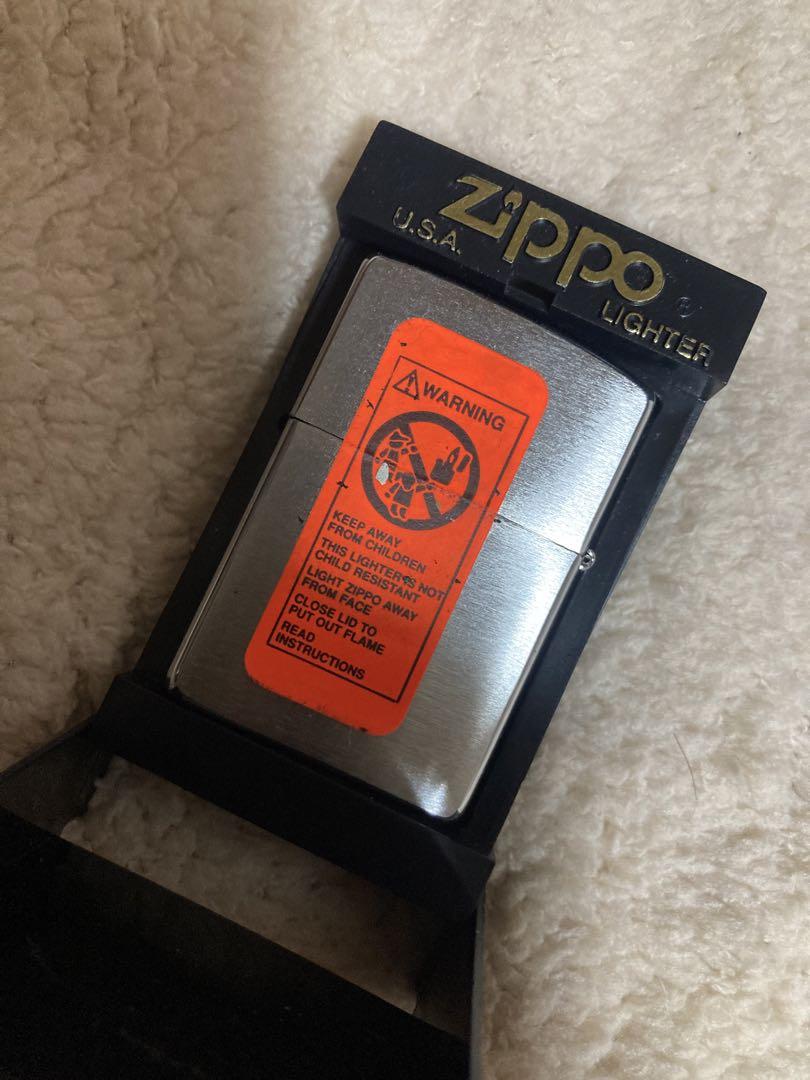 Zippo
U.S.A.
LIGHTER
WARNING
KEEP AWAY
FROM CHILDREN
THIS LIGHTER IS NOT
CHILD RESISTANT
LIGHT ZIPPO AWAY
FROM FACE
CLOSE LID TO
PUT OUT FLAME
READ
INSTRUCTIONS